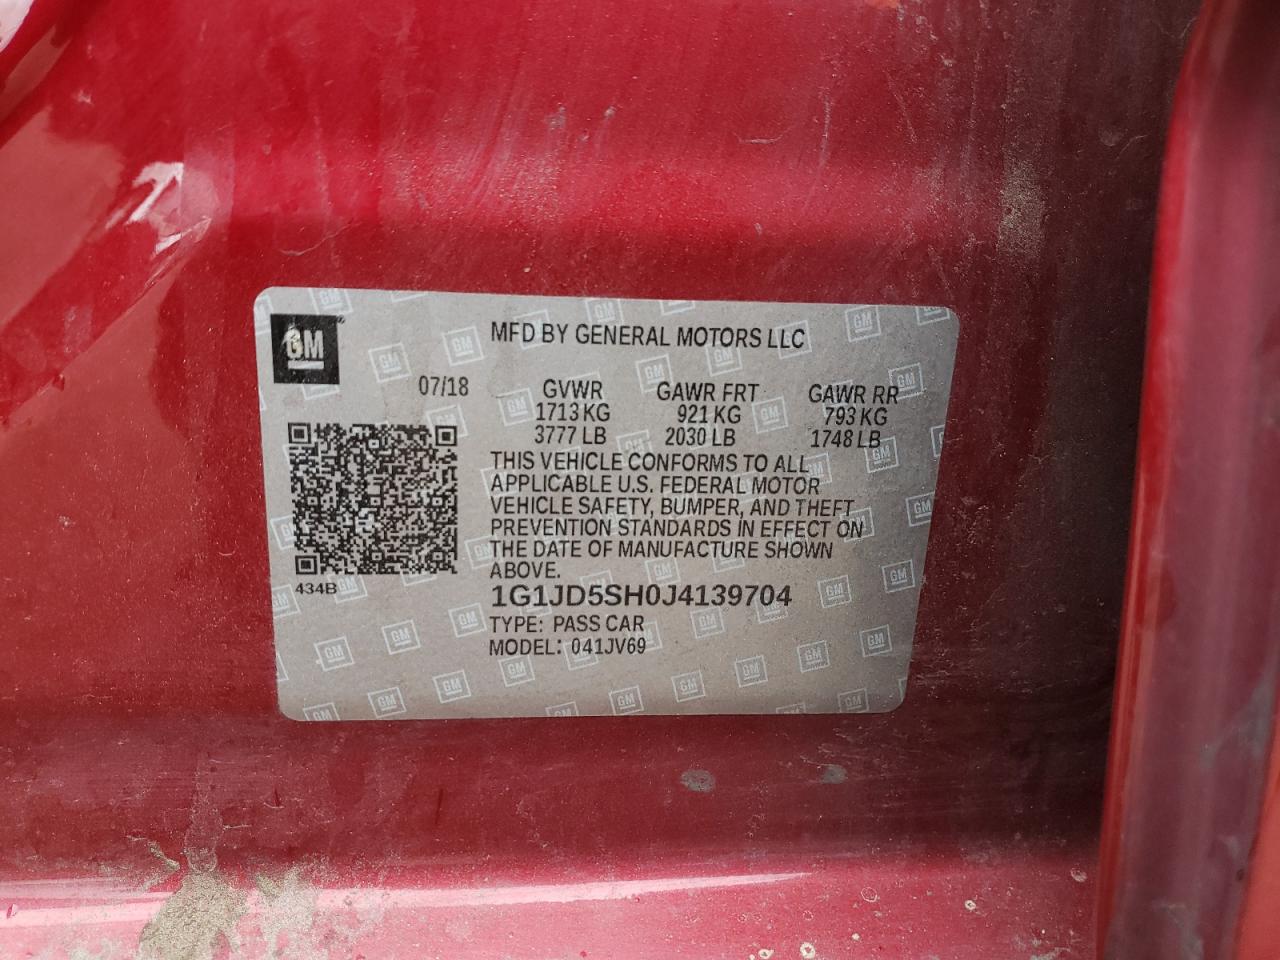 GM
MFD BY GENERAL MOTORS LLC
07/18 GVWR GAWR FRT GAWR RR
1713 KG 921 KG 793 KG
3777 LB 2030 LB 1748 LB
THIS VEHICLE CONFORMS TO ALL
APPLICABLE U.S. FEDERAL MOTOR
VEHICLE SAFETY, BUMPER, AND THEFT
PREVENTION STANDARDS IN EFFECT ON
THE DATE OF MANUFACTURE SHOWN
ABOVE.
434B
1G1JD5SH0J4139704
TYPE: PASS CAR
MODEL: 041JV69